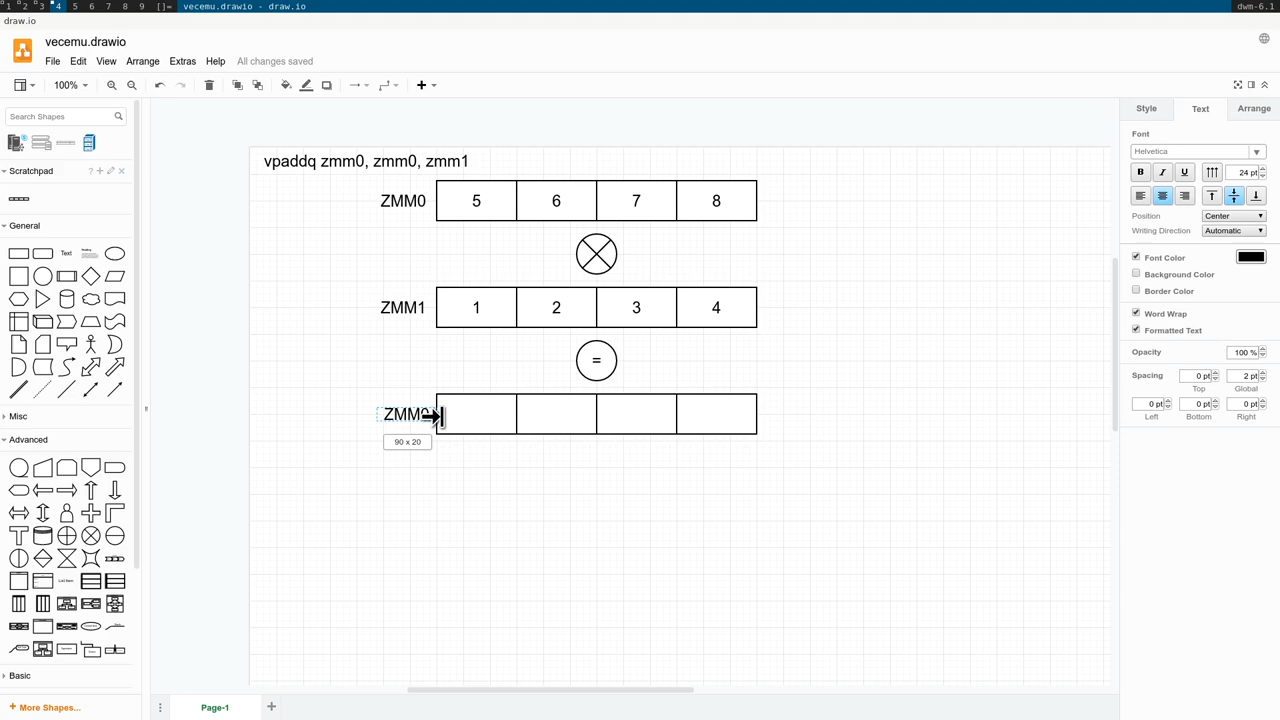 1 2 3 4 5 6 7 8 9 []= vecemu.drawio - draw.io dwm-6.1
draw.io
vecemu.drawio
File Edit View Arrange Extras Help All changes saved
100%
Search Shapes
Scratchpad
General
Text
Heading
Misc
Advanced
List Item
Basic
+ More Shapes...
vpaddq zmm0, zmm0, zmm1
ZMM0 5 6 7 8
ZMM1 1 2 3 4
=
90 x 20
Page-1
Style Text Arrange
Font
Helvetica
B I U 24 pt
Position Center
Writing Direction Automatic
Font Color
Background Color
Border Color
Word Wrap
Formatted Text
Opacity 100 %
Spacing 0 pt 2 pt
Top Global
0 pt 0 pt 0 pt
Left Bottom Right